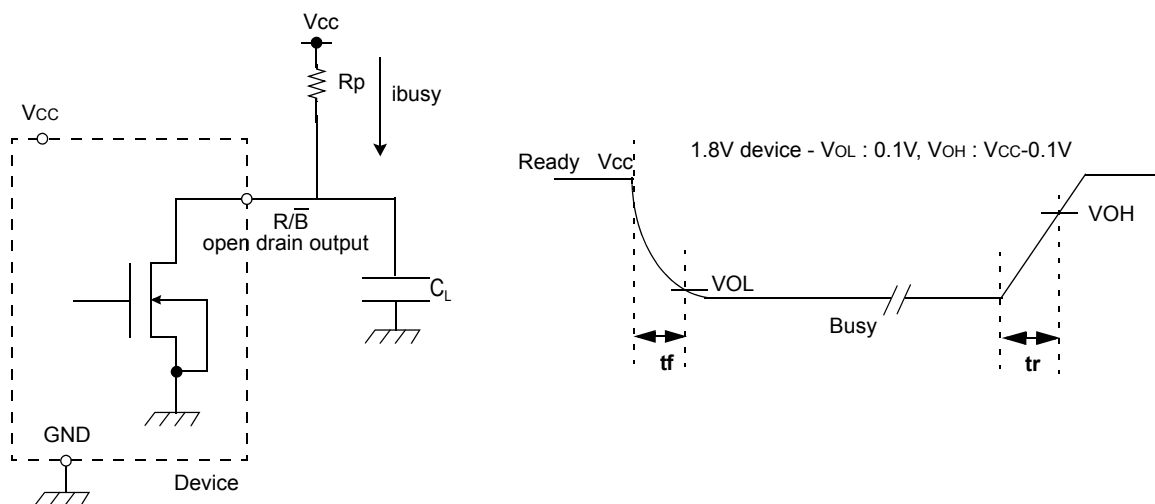 Vcc
Rp
ibusy
VCC
R/B̅
open drain output
CL
GND
Device
1.8V device - VOL : 0.1V, VOH : VCC-0.1V
Ready Vcc
VOH
VOL
Busy
tf
tr